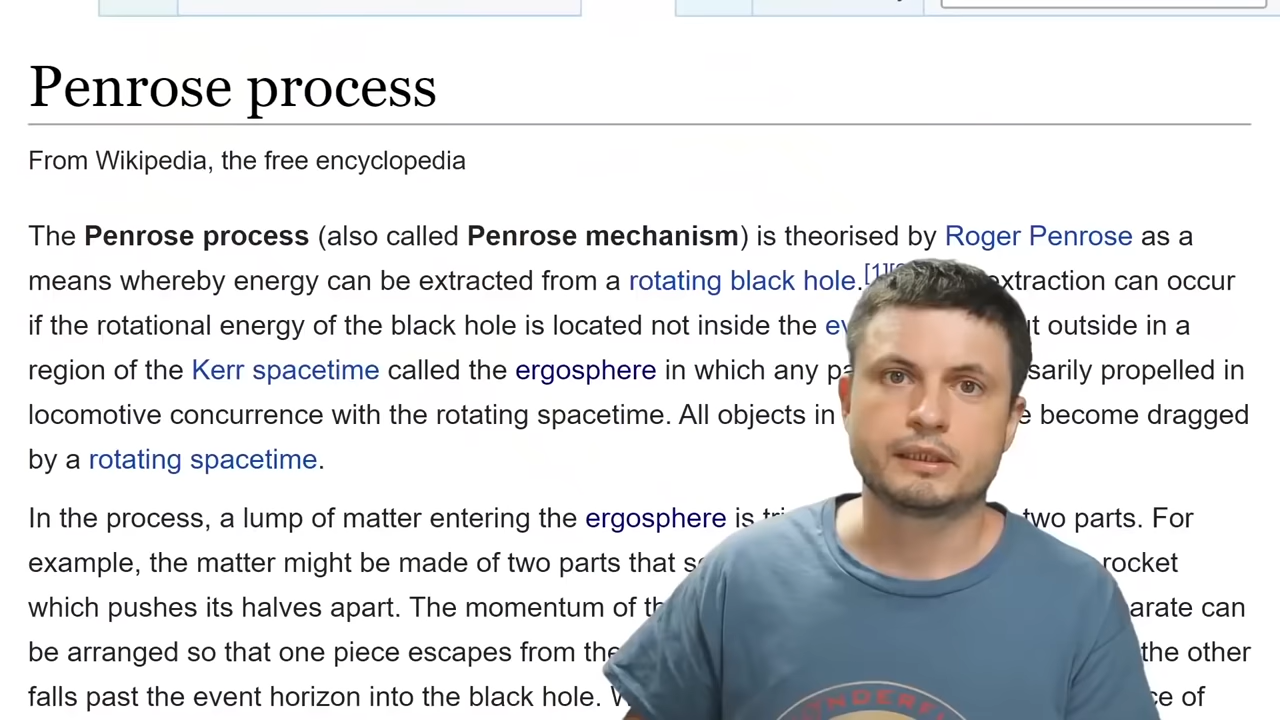 Penrose process
From Wikipedia, the free encyclopedia
The Penrose process (also called Penrose mechanism) is theorised by Roger Penrose as a
means whereby energy can be extracted from a rotating black hole.[1] extraction can occur
if the rotational energy of the black hole is located not inside the outside in a
region of the Kerr spacetime called the ergosphere in which any propelled in
locomotive concurrence with the rotating spacetime. All objects in become dragged
by a rotating spacetime.
In the process, a lump of matter entering the ergosphere is two parts. For
example, the matter might be made of two parts that rocket
which pushes its halves apart. The momentum of can
be arranged so that one piece escapes from the other
falls past the event horizon into the black hole. of